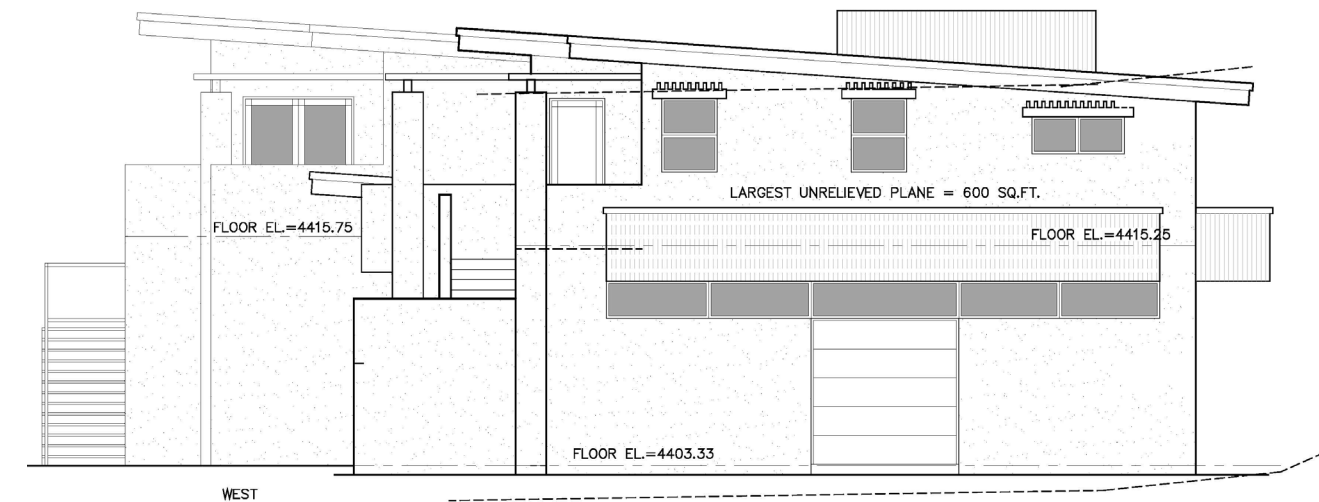 LARGEST UNRELIEVED PLANE = 600 SQ.FT.
FLOOR EL.=4415.75
FLOOR EL.=4415.25
FLOOR EL.=4403.33
WEST